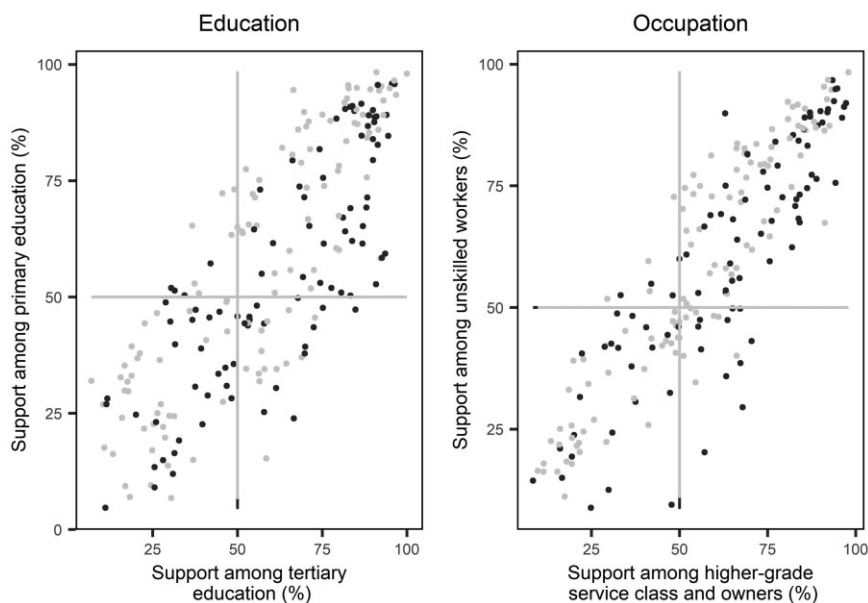 Education
Support among primary education (%)
100
75
50
25
0
25
50
75
100
Support among tertiary
education (%)
Occupation
Support among unskilled workers (%)
100
75
50
25
25
50
75
100
Support among higher-grade
service class and owners (%)